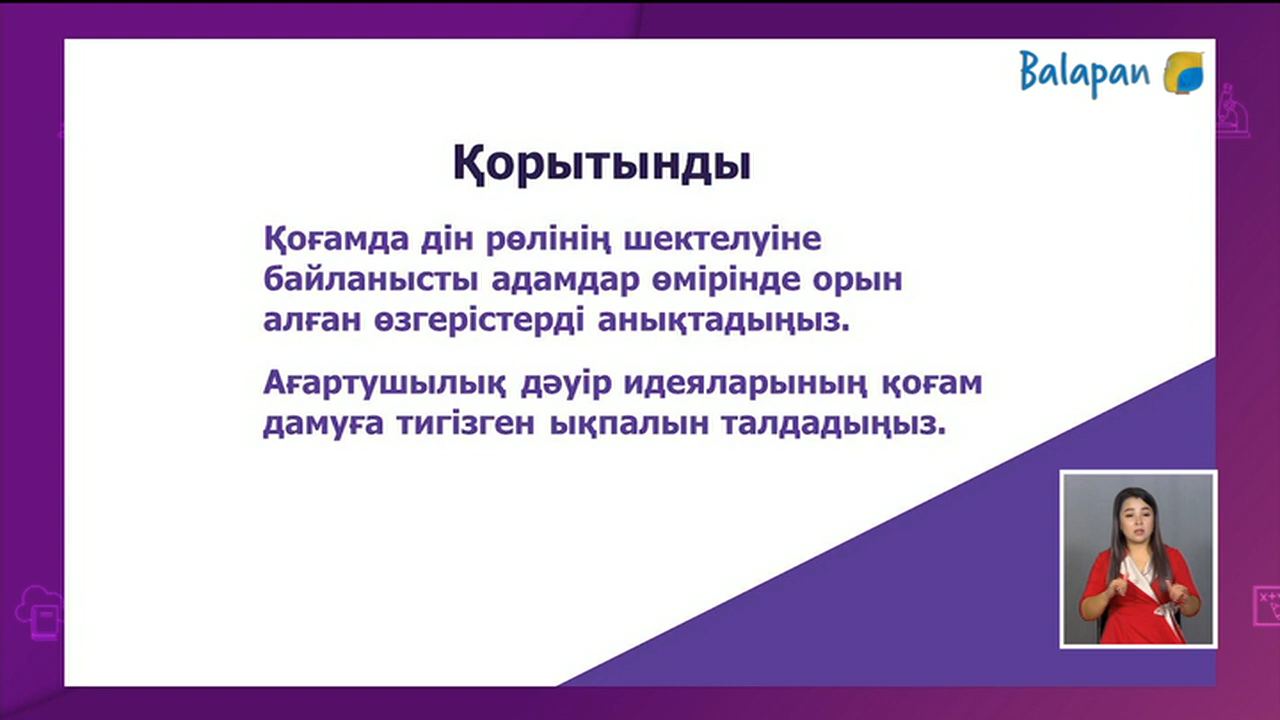 Balapan
Қорытынды
Қоғамда дін рөлінің шектелуіне
байланысты адамдар өмірінде орын
алған өзгерістерді анықтадыңыз.
Ағартушылық дәуір идеяларының қоғам
дамуға тигізген ықпалын талдадыңыз.